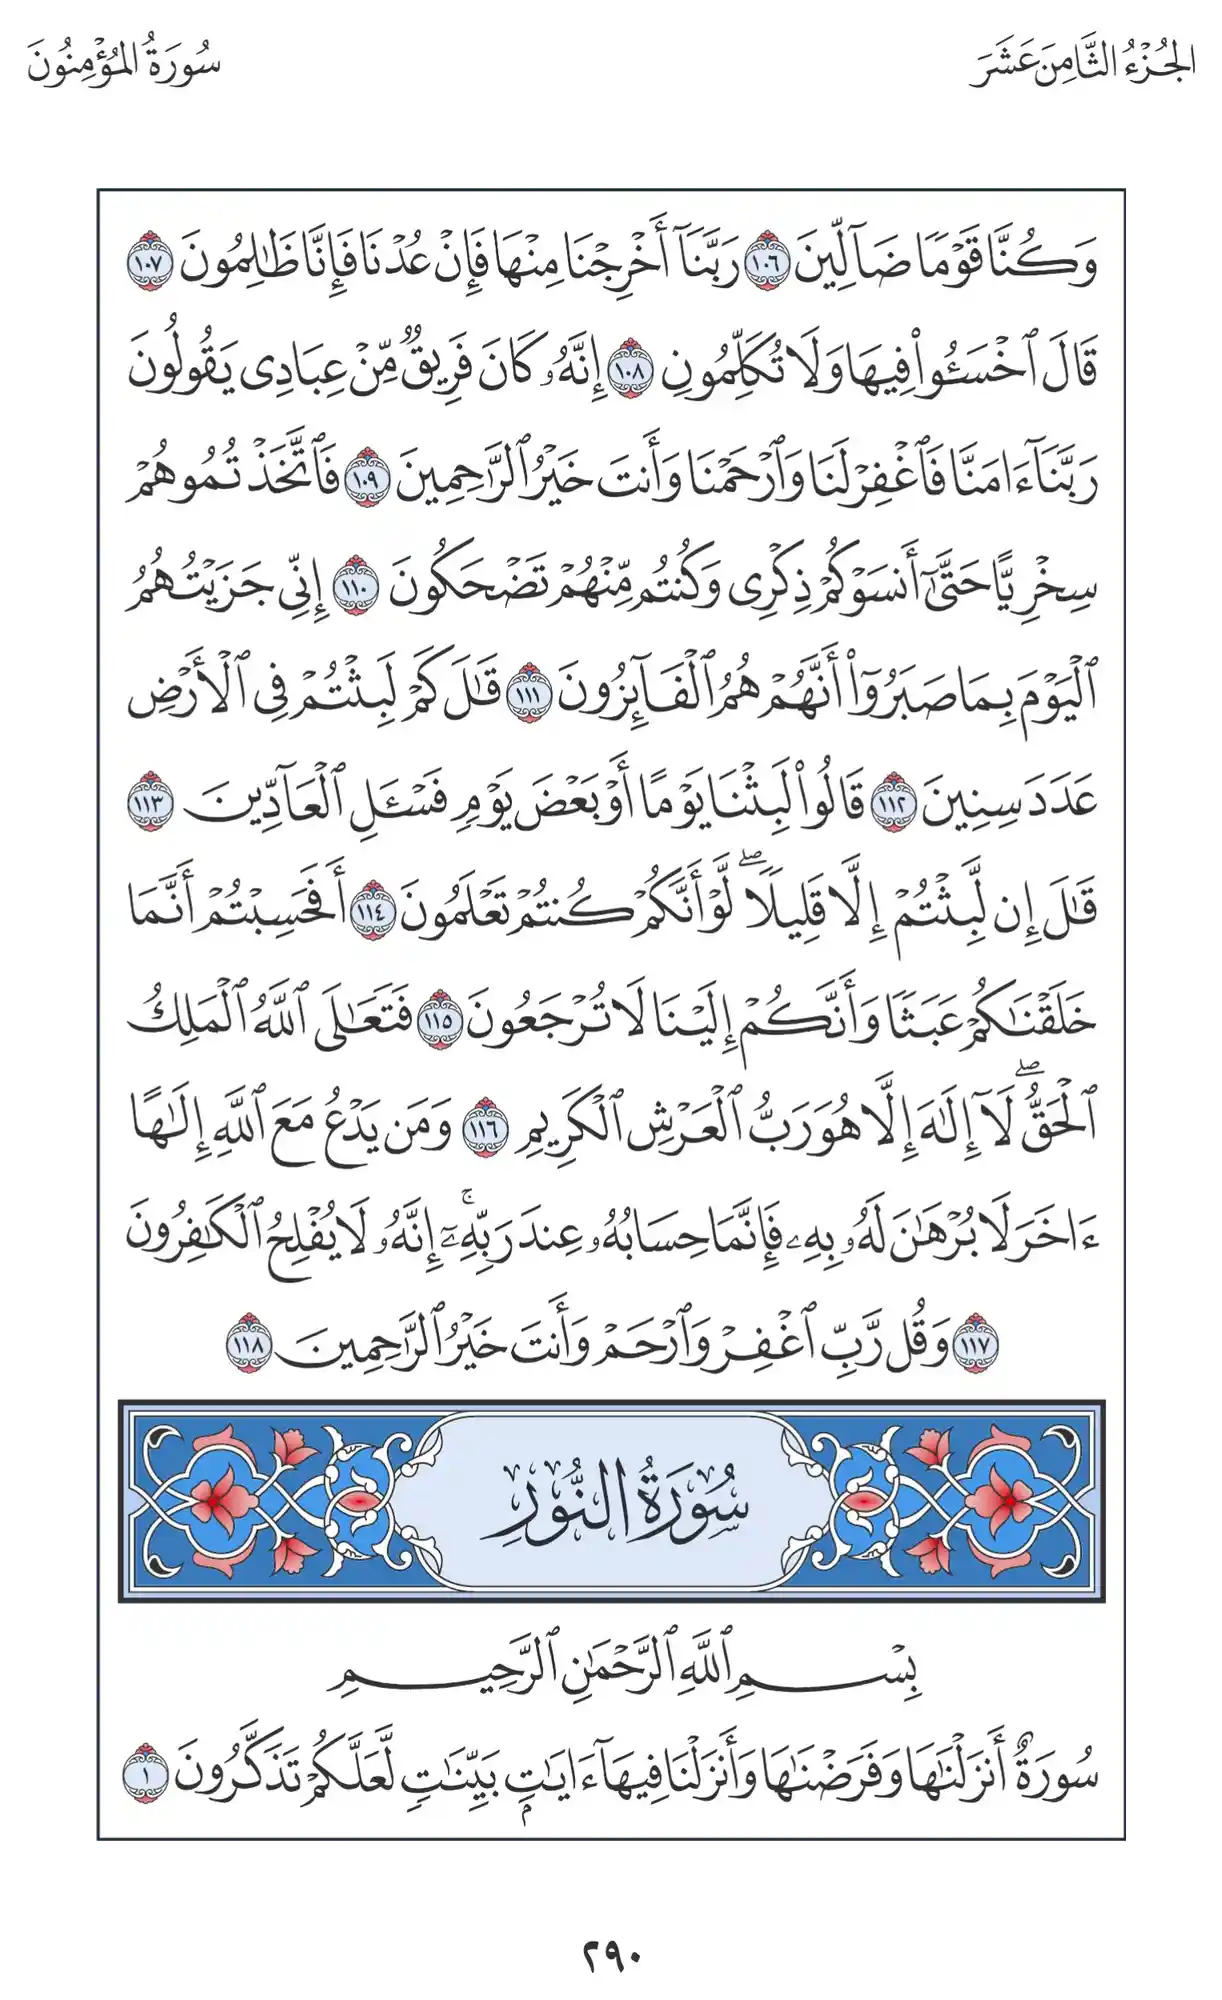 الجُزْءُ الثَّامِنَ عَشَرَ
سُورَةُ المُؤْمِنُونَ
وَكُنَّا قَوْمٗا ضَآلِّينَ ١٠٦ رَبَّنَآ أَخۡرِجۡنَا مِنۡهَا فَإِنۡ عُدۡنَا فَإِنَّا ظَٰلِمُونَ ١٠٧
قَالَ ٱخۡسَـُٔواْ فِيهَا وَلَا تُكَلِّمُونِ ١٠٨ إِنَّهُۥ كَانَ فَرِيقٞ مِّنۡ عِبَادِي يَقُولُونَ
رَبَّنَآ ءَامَنَّا فَٱغۡفِرۡ لَنَا وَٱرۡحَمۡنَا وَأَنتَ خَيۡرُ ٱلرَّٰحِمِينَ ١٠٩ فَٱتَّخَذۡتُمُوهُمۡ
سِخۡرِيًّا حَتَّىٰٓ أَنسَوۡكُمۡ ذِكۡرِي وَكُنتُم مِّنۡهُمۡ تَضۡحَكُونَ ١١٠ إِنِّي جَزَيۡتُهُمُ
ٱلۡيَوۡمَ بِمَا صَبَرُوٓاْ أَنَّهُمۡ هُمُ ٱلۡفَآئِزُونَ ١١١ قَٰلَ كَمۡ لَبِثۡتُمۡ فِي ٱلۡأَرۡضِ
عَدَدَ سِنِينَ ١١٢ قَالُواْ لَبِثۡنَا يَوۡمًا أَوۡ بَعۡضَ يَوۡمٖ فَسۡـَٔلِ ٱلۡعَآدِّينَ ١١٣
قَٰلَ إِن لَّبِثۡتُمۡ إِلَّا قَلِيلٗاۖ لَّوۡ أَنَّكُمۡ كُنتُمۡ تَعۡلَمُونَ ١١٤ أَفَحَسِبۡتُمۡ أَنَّمَا
خَلَقۡنَٰكُمۡ عَبَثٗا وَأَنَّكُمۡ إِلَيۡنَا لَا تُرۡجَعُونَ ١١٥ فَتَعَٰلَى ٱللَّهُ ٱلۡمَلِكُ
ٱلۡحَقُّۖ لَآ إِلَٰهَ إِلَّا هُوَ رَبُّ ٱلۡعَرۡشِ ٱلۡكَرِيمِ ١١٦ وَمَن يَدۡعُ مَعَ ٱللَّهِ إِلَٰهًا
ءَاخَرَ لَا بُرۡهَٰنَ لَهُۥ بِهِۦ فَإِنَّمَا حِسَابُهُۥ عِندَ رَبِّهِۦٓۚ إِنَّهُۥ لَا يُفۡلِحُ ٱلۡكَٰفِرُونَ
١١٧ وَقُل رَّبِّ ٱغۡفِرۡ وَٱرۡحَمۡ وَأَنتَ خَيۡرُ ٱلرَّٰحِمِينَ ١١٨
سُورَةُ النُّورِ
بِسۡمِ ٱللَّهِ ٱلرَّحۡمَٰنِ ٱلرَّحِيمِ
سُورَةٌ أَنزَلۡنَٰهَا وَفَرَضۡنَٰهَا وَأَنزَلۡنَا فِيهَآ ءَايَٰتِۭ بَيِّنَٰتٖ لَّعَلَّكُمۡ تَذَكَّرُونَ ١
٢٩٠